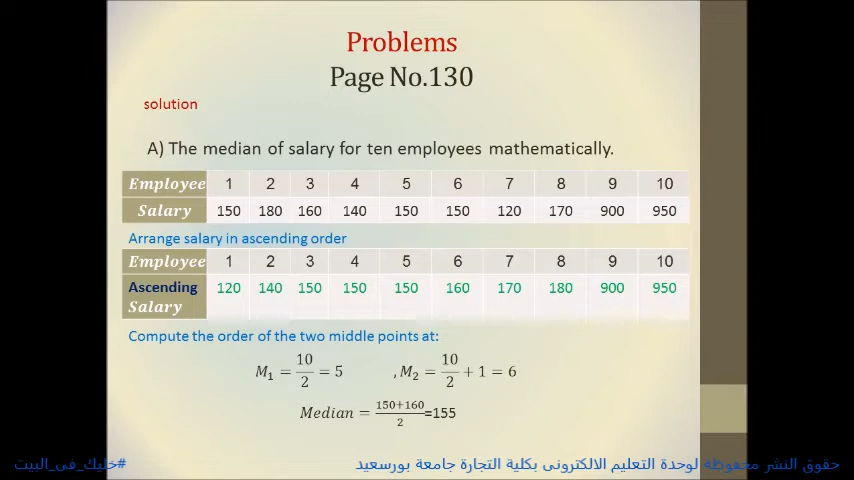 Problems
Page No.130
solution
A) The median of salary for ten employees mathematically.
Employee 1 2 3 4 5 6 7 8 9 10
Salary 150 180 160 140 150 150 120 170 900 950
Arrange salary in ascending order
Employee 1 2 3 4 5 6 7 8 9 10
Ascending Salary 120 140 150 150 150 160 170 180 900 950
Compute the order of the two middle points at:
M₁ = 10/2 = 5 , M₂ = 10/2 + 1 = 6
Median = 150+160/2 =155
#خليك_فى_البيت
حقوق النشر محفوظه لوحدة التعليم الالكترونى بكلية التجارة جامعة بورسعيد